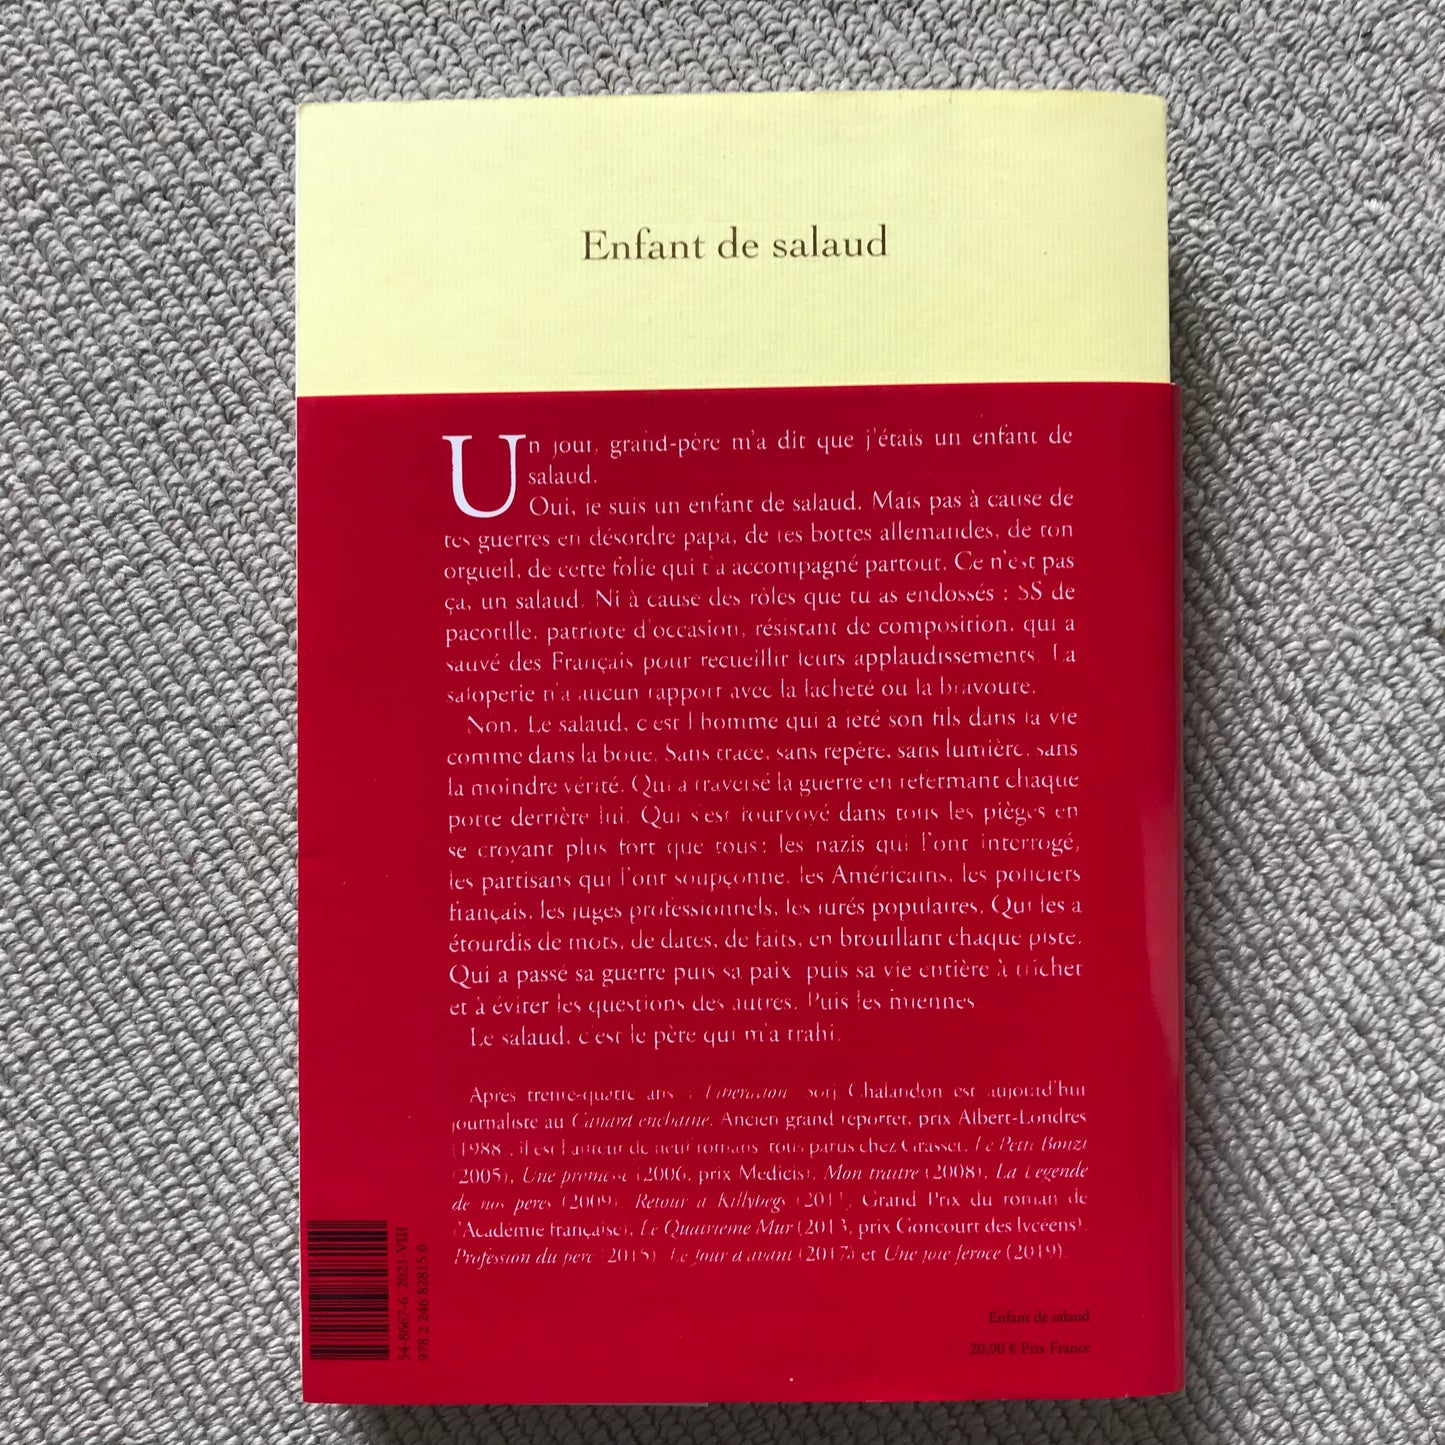 Enfant de salaud
Un jour, grand-père m'a dit que j'étais un enfant de
salaud.
Oui, je suis un enfant de salaud. Mais pas à cause de
tes guerres en désordre papa, de tes bottes allemandes, de ton
orgueil, de cette folie qui t'a accompagné partout. Ce n'est pas
ça, un salaud. Ni à cause des rôles que tu as endossés : SS de
pacotille, patriote d'occasion, résistant de composition, qui a
sauvé des Français pour recueillir leurs applaudissements. La
saloperie n'a aucun rapport avec la lâcheté ou la bravoure.
Non. Le salaud, c'est l'homme qui a jeté son fils dans la vie
comme dans la boue. Sans trace, sans repère, sans lumière, sans
la moindre vérité. Qui a traversé la guerre en refermant chaque
porte derrière lui. Qui s'est fourvoyé dans tous les pièges en
se croyant plus fort que tous : les nazis qui l'ont interrogé,
les partisans qui l'ont soupçonné, les Américains, les policiers
français, les juges professionnels, les jurés populaires. Qui les a
étourdis de mots, de dates, de faits, en brouillant chaque piste.
Qui a passé sa guerre puis sa paix, puis sa vie entière à tricher
et à éviter les questions des autres. Puis les miennes.
Le salaud, c'est le père qui m'a trahi.
Après trente-quatre ans à Libération, Sorj Chalandon est aujourd'hui
journaliste au Canard enchaîné. Ancien grand reporter, prix Albert-Londres
(1988), il est l'auteur de neuf romans, tous parus chez Grasset. Le Petit Bonzi
(2005), Une promesse (2006, prix Médicis), Mon traître (2008), La Légende
de nos pères (2009), Retour à Killybegs (2011, Grand Prix du roman de
l'Académie française), Le Quatrième Mur (2013, prix Goncourt des lycéens),
Profession du père (2015), Le Jour d'avant (2017) et Une joie féroce (2019).
Enfant de salaud
20,90 € Prix France
54-8667-6 2021-VIII
978 2 246 82815 0